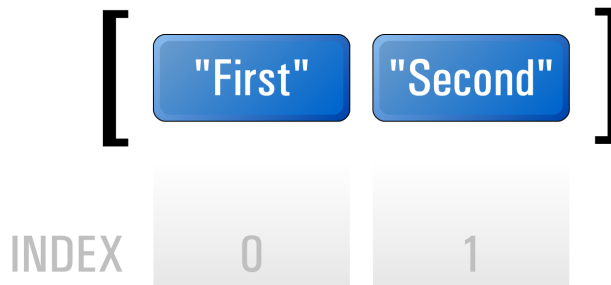 [ "First" "Second" ]
INDEX 0 1